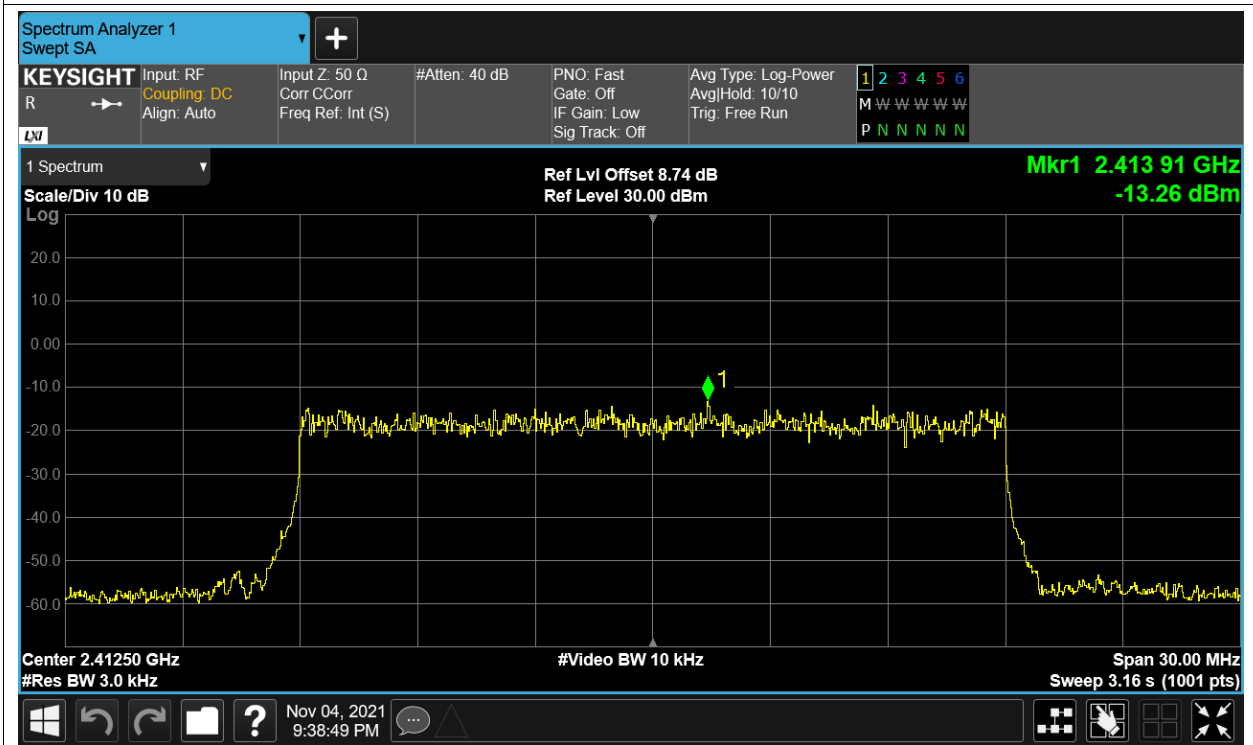 Spectrum Analyzer 1
Swept SA
KEYSIGHT
R
LXI
Input: RF
Coupling: DC
Align: Auto
Input Z: 50 Ω
Corr CCorr
Freq Ref: Int (S)
#Atten: 40 dB
PNO: Fast
Gate: Off
IF Gain: Low
Sig Track: Off
Avg Type: Log-Power
Avg|Hold: 10/10
Trig: Free Run
1 2 3 4 5 6
M W W W W W
P N N N N N
1 Spectrum
Scale/Div 10 dB
Log
Ref Lvl Offset 8.74 dB
Ref Level 30.00 dBm
Mkr1 2.413 91 GHz
-13.26 dBm
20.0
10.0
0.00
-10.0
-20.0
-30.0
-40.0
-50.0
-60.0
1
Center 2.41250 GHz
#Res BW 3.0 kHz
#Video BW 10 kHz
Span 30.00 MHz
Sweep 3.16 s (1001 pts)
?
Nov 04, 2021
9:38:49 PM